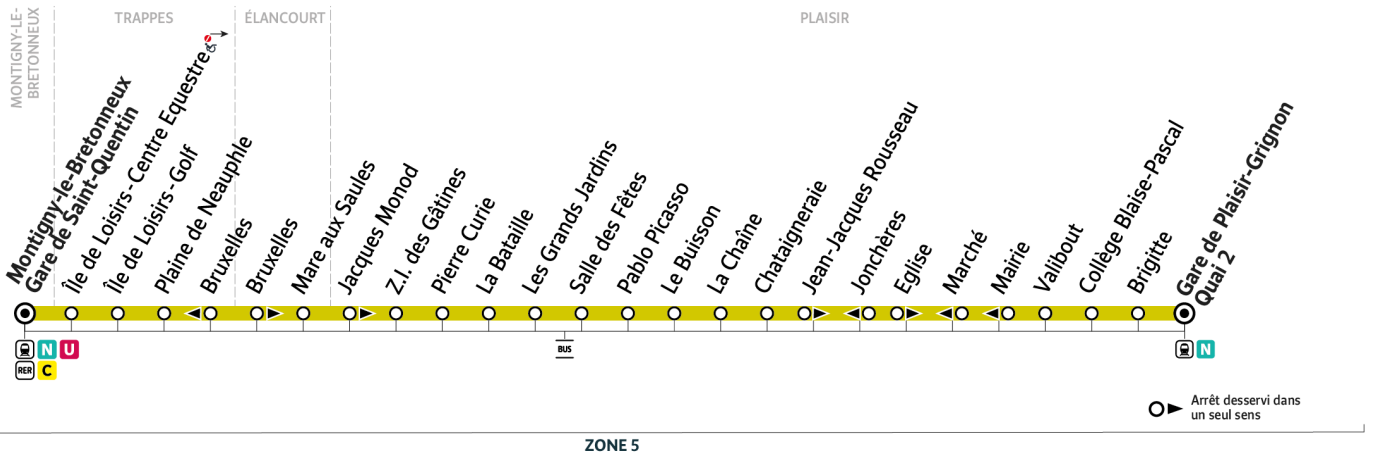 MONTIGNY-LE-
BRETONNEUX
TRAPPES
ÉLANCOURT
PLAISIR
Montigny-le-Bretonneux
Gare de Saint-Quentin
Île de Loisirs-Centre Equestre
Île de Loisirs-Golf
Plaine de Neauphle
Bruxelles
Bruxelles
Mare aux Saules
Jacques Monod
Z.I. des Gâtines
Pierre Curie
La Bataille
Les Grands Jardins
Salle des Fêtes
Pablo Picasso
Le Buisson
La Chaîne
Chataigneraie
Jean-Jacques Rousseau
Jonchères
Eglise
Marché
Mairie
Valibout
Collège Blaise-Pascal
Brigitte
Gare de Plaisir-Grignon
Quai 2
N U
RER C
BUS
N
Arrêt desservi dans
un seul sens
ZONE 5